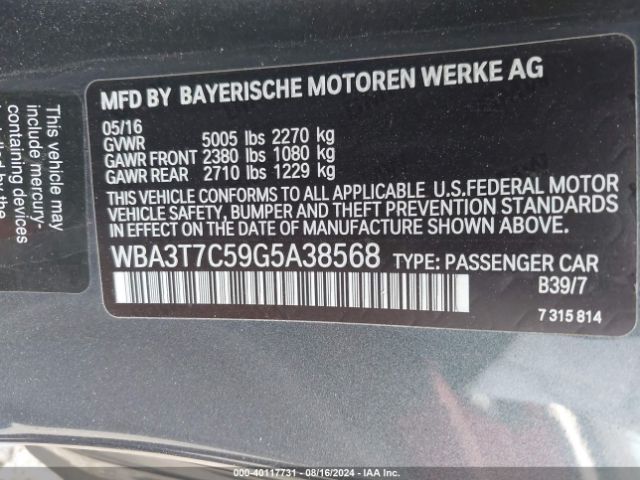 MFD BY BAYERISCHE MOTOREN WERKE AG
05/16
GVWR 5005 lbs 2270 kg
GAWR FRONT 2380 lbs 1080 kg
GAWR REAR 2710 lbs 1229 kg
THIS VEHICLE CONFORMS TO ALL APPLICABLE U.S.FEDERAL MOTOR
VEHICLE SAFETY, BUMPER AND THEFT PREVENTION STANDARDS
IN EFFECT ON THE DATE OF MANUFACTURE SHOWN ABOVE.
WBA3T7C59G5A38568 TYPE: PASSENGER CAR
B39/7
7 315 814
This vehicle may
include mercury-
containing devices
installed by
© - 40117731 - 08/16/2024 - IAA Inc.